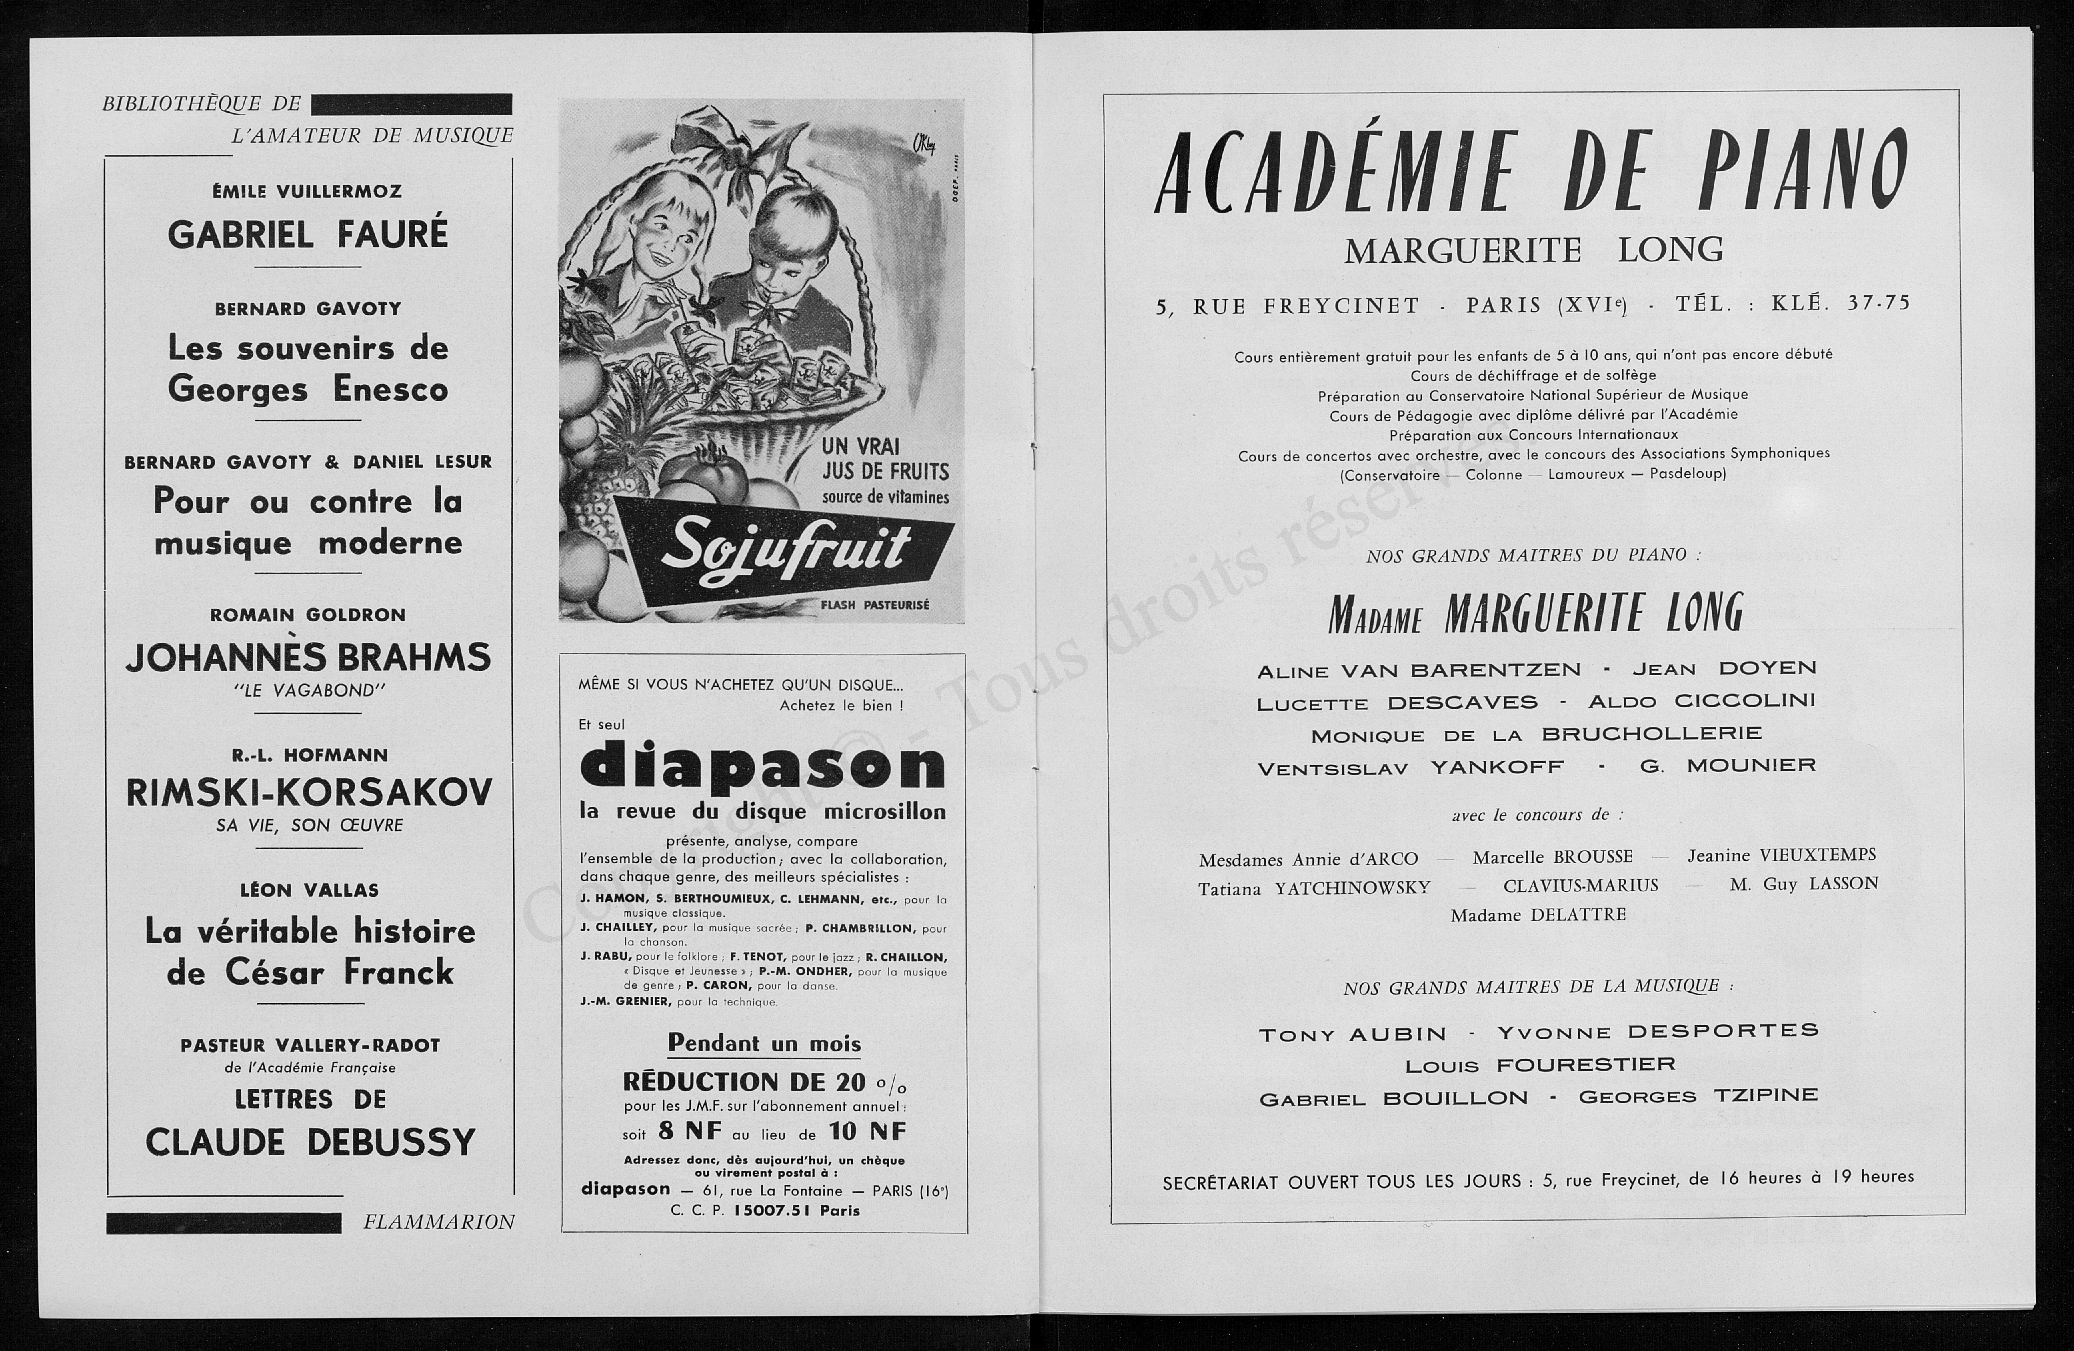 BIBLIOTHÈQUE DE
L'AMATEUR DE MUSIQUE
ÉMILE VUILLERMOZ
GABRIEL FAURÉ
BERNARD GAVOTY
Les souvenirs de
Georges Enesco
BERNARD GAVOTY & DANIEL LESUR
Pour ou contre la
musique moderne
ROMAIN GOLDRON
JOHANNÈS BRAHMS
"LE VAGABOND"
R.-L. HOFMANN
RIMSKI-KORSAKOV
SA VIE, SON ŒUVRE
LÉON VALLAS
La véritable histoire
de César Franck
PASTEUR VALLERY-RADOT
de l'Académie Française
LETTRES DE
CLAUDE DEBUSSY
FLAMMARION
UN VRAI
JUS DE FRUITS
source de vitamines
Sojufruit
FLASH PASTEURISÉ
MÊME SI VOUS N'ACHETEZ QU'UN DISQUE...
Achetez le bien !
Et seul
diapason
la revue du disque microsillon
présente, analyse, compare
l'ensemble de la production; avec la collaboration,
dans chaque genre, des meilleurs spécialistes :
J. HAMON, S. BERTHOUMIEUX, C. LEHMANN, etc., pour la
musique classique.
J. CHAILLEY, pour la musique sacrée ; P. CHAMBRILLON, pour
la chanson.
J. RABU, pour le folklore ; F. TENOT, pour le jazz ; R. CHAILLON,
« Disque et Jeunesse » ; P.-M. ONDHER, pour la musique
de genre ; P. CARON, pour la danse.
J.-M. GRENIER, pour la technique.
Pendant un mois
RÉDUCTION DE 20 %
pour les J.M.F. sur l'abonnement annuel :
soit 8 NF au lieu de 10 NF
Adressez donc, dès aujourd'hui, un chèque
ou virement postal à :
diapason — 61, rue La Fontaine — PARIS (16e)
C. C. P. 15007.51 Paris
ACADÉMIE DE PIANO
MARGUERITE LONG
5, RUE FREYCINET - PARIS (XVIe) - TÉL. : KLÉ. 37-75
Cours entièrement gratuit pour les enfants de 5 à 10 ans, qui n'ont pas encore débuté
Cours de déchiffrage et de solfège
Préparation au Conservatoire National Supérieur de Musique
Cours de Pédagogie avec diplôme délivré par l'Académie
Préparation aux Concours Internationaux
Cours de concertos avec orchestre, avec le concours des Associations Symphoniques
(Conservatoire — Colonne — Lamoureux — Pasdeloup)
NOS GRANDS MAITRES DU PIANO :
MADAME MARGUERITE LONG
ALINE VAN BARENTZEN - JEAN DOYEN
LUCETTE DESCAVES - ALDO CICCOLINI
MONIQUE DE LA BRUCHOLLERIE
VENTSISLAV YANKOFF - G. MOUNIER
avec le concours de :
Mesdames Annie d'ARCO — Marcelle BROUSSE — Jeanine VIEUXTEMPS
Tatiana YATCHINOWSKY — CLAVIUS-MARIUS — M. Guy LASSON
Madame DELATTRE
NOS GRANDS MAITRES DE LA MUSIQUE :
TONY AUBIN - YVONNE DESPORTES
LOUIS FOURESTIER
GABRIEL BOUILLON - GEORGES TZIPINE
SECRÉTARIAT OUVERT TOUS LES JOURS : 5, rue Freycinet, de 16 heures à 19 heures
Copyright © - Tous droits réservés.